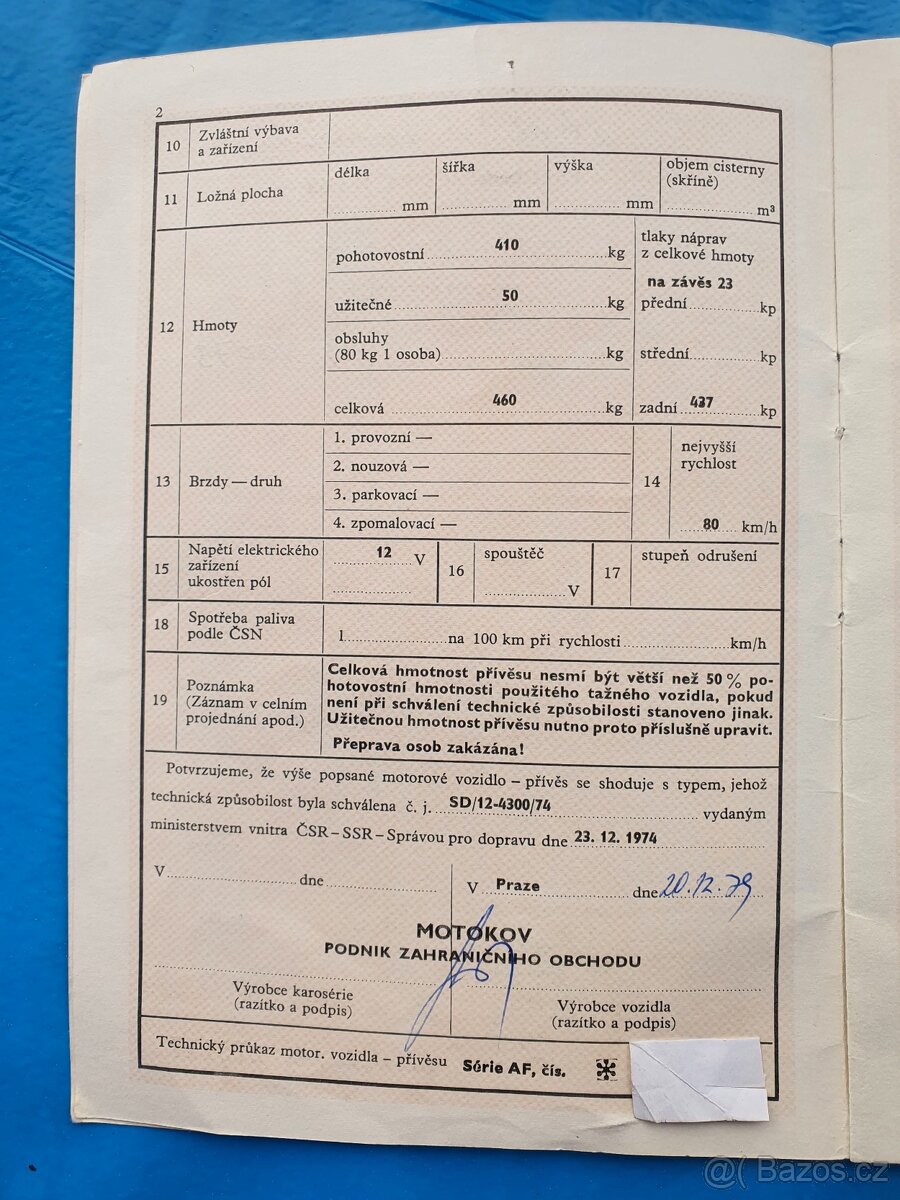 2
10 Zvláštní výbava
a zařízení
11 Ložná plocha
délka
mm
šířka
mm
výška
mm
objem cisterny
(skříně)
m³
12 Hmoty
pohotovostní 410 kg
užitečné 50 kg
obsluhy
(80 kg 1 osoba) kg
celková 460 kg
tlaky náprav
z celkové hmoty
na závěs 23
přední kp
střední kp
zadní 437 kp
13 Brzdy — druh
1. provozní —
2. nouzová —
3. parkovací —
4. zpomalovací —
14 nejvyšší
rychlost
80 km/h
15 Napětí elektrického
zařízení
ukostřen pól
12 V
16 spouštěč
V
17 stupeň odrušení
18 Spotřeba paliva
podle ČSN
l na 100 km při rychlosti km/h
19 Poznámka
(Záznam v celním
projednání apod.)
Celková hmotnost přívěsu nesmí být větší než 50 % po-
hotovostní hmotnosti použitého tažného vozidla, pokud
není při schválení technické způsobilosti stanoveno jinak.
Užitečnou hmotnost přívěsu nutno proto příslušně upravit.
Přeprava osob zakázána!
Potvrzujeme, že výše popsané motorové vozidlo – přívěs se shoduje s typem, jehož
technická způsobilost byla schválena č. j. SD/12-4300/74 vydaným
ministerstvem vnitra ČSR – SSR – Správou pro dopravu dne 23. 12. 1974
V dne
V Praze dne 20.12.79
MOTOKOV
PODNIK ZAHRANIČNÍHO OBCHODU
Výrobce karosérie
(razítko a podpis)
Výrobce vozidla
(razítko a podpis)
Technický průkaz motor. vozidla – přívěsu Série AF, čís.
@( Bazos.cz